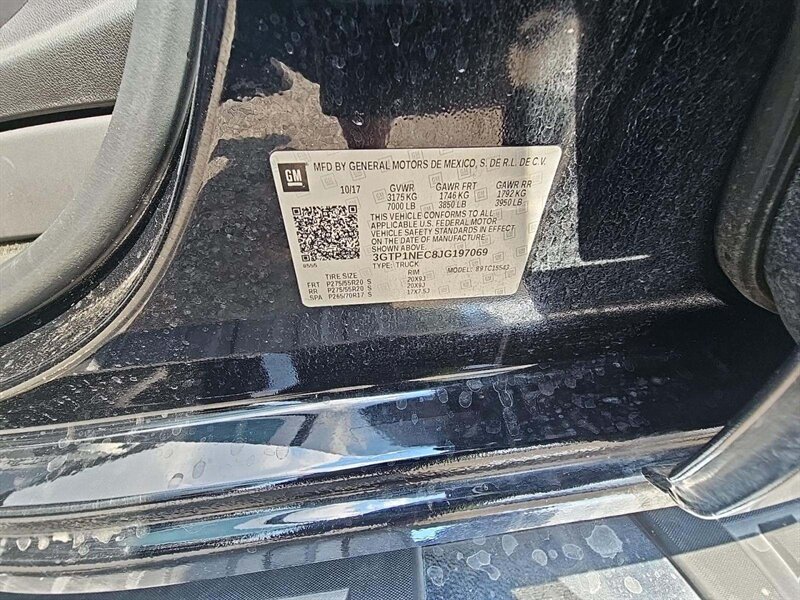 GM
MFD BY GENERAL MOTORS DE MEXICO, S. DE R.L. DE C.V.
10/17 GVWR GAWR FRT GAWR RR
3175 KG 1746 KG 1792 KG
7000 LB 3850 LB 3950 LB
THIS VEHICLE CONFORMS TO ALL
APPLICABLE U.S. FEDERAL MOTOR
VEHICLE SAFETY STANDARDS IN EFFECT
ON THE DATE OF MANUFACTURE
SHOWN ABOVE.
3GTP1NEC8JG197069
TYPE: TRUCK MODEL: 89TC15543
TIRE SIZE RIM
FRT P275/55R20 S 20X9J
RR P275/55R20 S 20X9J
SPA P265/70R17 S 17X7.5J